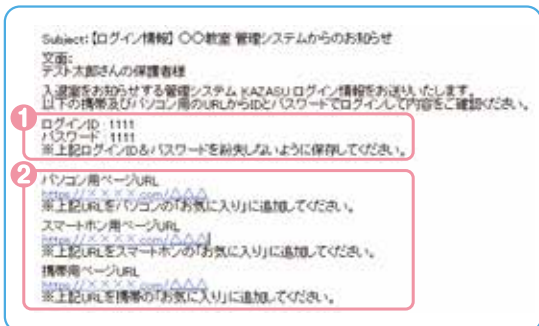 Subject:【ログイン情報】〇〇教室 管理システムからのお知らせ
文面:
テスト太郎さんの保護者様
入退室をお知らせする管理システム KAZASU ログイン情報をお送りいたします。
以下の携帯及びパソコン用のURLからIDとパスワードでログインして内容をご確認ください。
1
ログインID : 1111
パスワード : 1111
※上記ログインID&パスワードを紛失しないように保存してください。
2
パソコン用ページURL
https://××××.com/△△△
※上記URLをパソコンの「お気に入り」に追加してください。
スマートホン用ページURL
https://××××.com/△△△
※上記URLをスマートホンの「お気に入り」に追加してください。
携帯用ページURL
https://××××.com/△△△
※上記URLを携帯の「お気に入り」に追加してください。